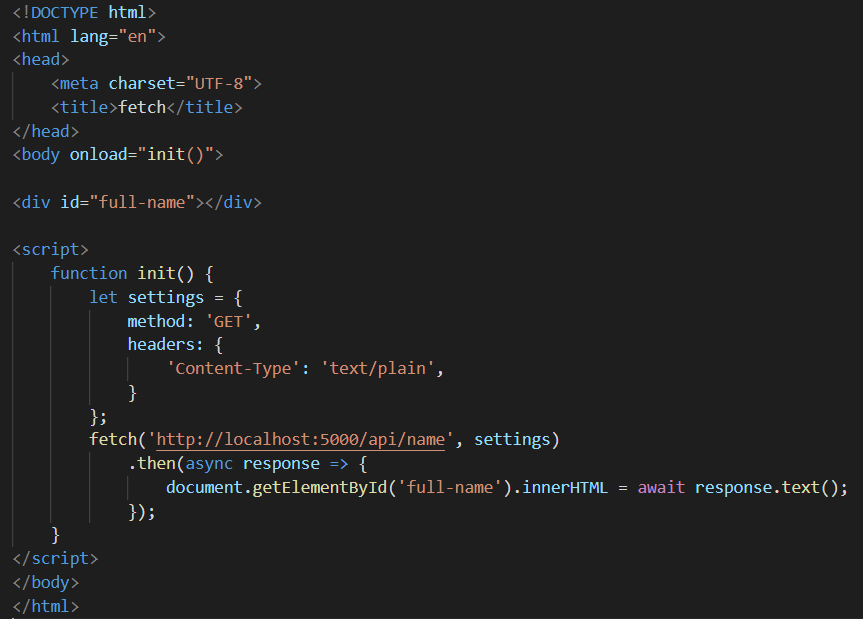 <!DOCTYPE html>
<html lang="en">
<head>
    <meta charset="UTF-8">
    <title>fetch</title>
</head>
<body onload="init()">

<div id="full-name"></div>

<script>
    function init() {
        let settings = {
            method: 'GET',
            headers: {
                'Content-Type': 'text/plain',
            }
        };
        fetch('http://localhost:5000/api/name', settings)
            .then(async response => {
                document.getElementById('full-name').innerHTML = await response.text();
            });
    }
</script>
</body>
</html>